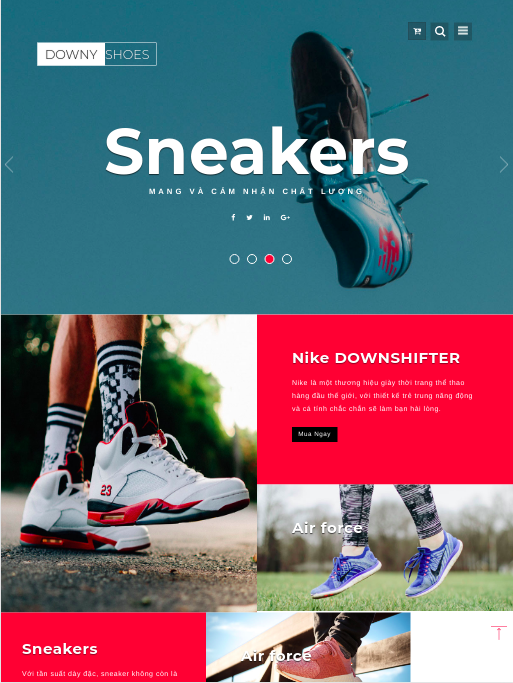 DOWNY SHOES
Sneakers
MANG VÀ CẢM NHẬN CHẤT LƯỢNG
Nike DOWNSHIFTER
Nike là một thương hiệu giày thời trang thể thao
hàng đầu thế giới, với thiết kế trẻ trung năng động
và cá tính chắc chắn sẽ làm bạn hài lòng.
Mua Ngay
23
Air force
Sneakers
Air force
Với tần suất dày đặc, sneaker không còn là